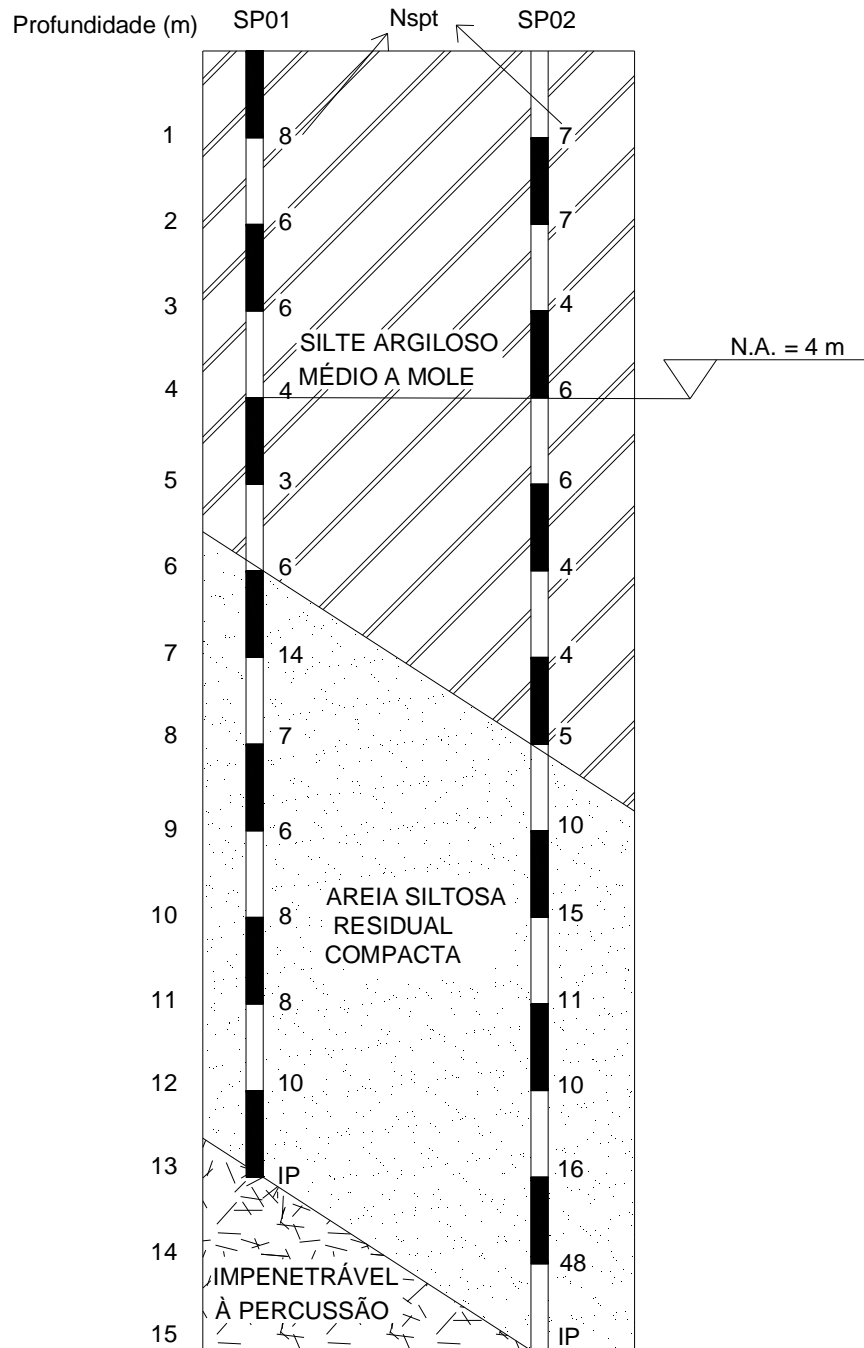 Profundidade (m) SP01 Nspt SP02
1 8 7
2 6 7
3 6 4
SILTE ARGILOSO
MÉDIO A MOLE
N.A. = 4 m
4 4 6
5 3 6
6 6 4
7 14 4
8 7 5
9 6 10
AREIA SILTOSA
RESIDUAL
COMPACTA
10 8 15
11 8 11
12 10 10
13 IP 16
14 48
IMPENETRÁVEL
À PERCUSSÃO
15 IP